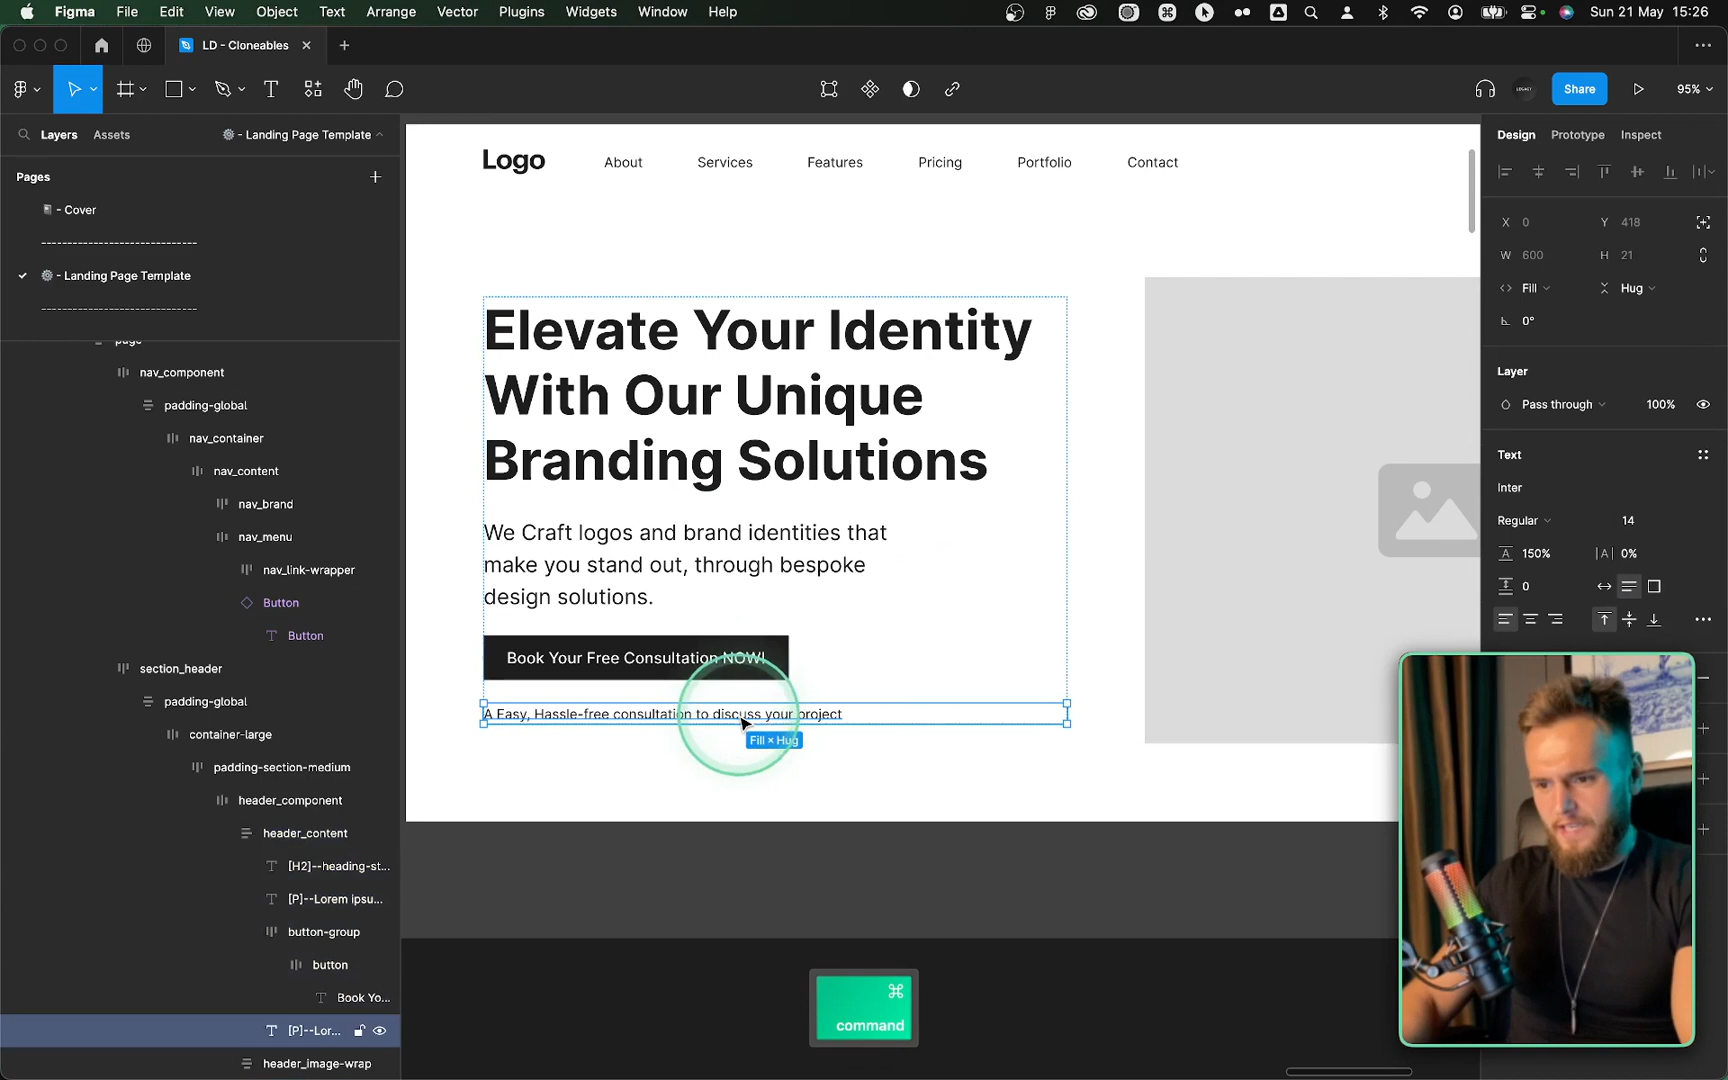 Figma File Edit View Object Text Arrange Vector Plugins Widgets Window Help Sun 21 May 15:26
LD - Cloneables
Share 95%
Layers Assets - Landing Page Template
Design Prototype Inspect
Pages
- Cover
------------------------------
- Landing Page Template
------------------------------
page
nav_component
padding-global
nav_container
nav_content
nav_brand
nav_menu
nav_link-wrapper
Button
Button
section_header
padding-global
container-large
padding-section-medium
header_component
header_content
[H2]--heading-st...
[P]--Lorem ipsu...
button-group
button
Book Yo...
[P]--Lor...
header_image-wrap
Logo About Services Features Pricing Portfolio Contact
Elevate Your Identity
With Our Unique
Branding Solutions
We Craft logos and brand identities that
make you stand out, through bespoke
design solutions.
Book Your Free Consultation NOW!
A Easy, Hassle-free consultation to discuss your project
Fill × Hug
⌘
command
X 0 Y 418
W 600 H 21
Fill Hug
0°
Layer
Pass through 100%
Text
Inter
Regular 14
150% 0%
0